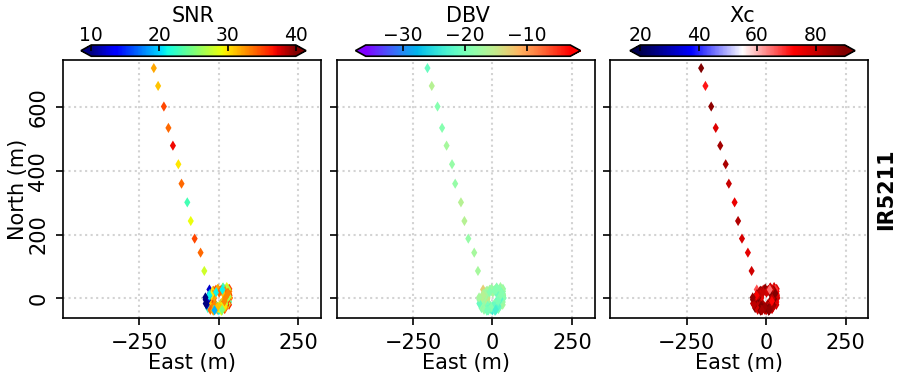 SNR
DBV
Xc
10 20 30 40
−30 −20 −10
20 40 60 80
North (m)
600
400
200
0
IR5211
−250 0 250
−250 0 250
−250 0 250
East (m)
East (m)
East (m)